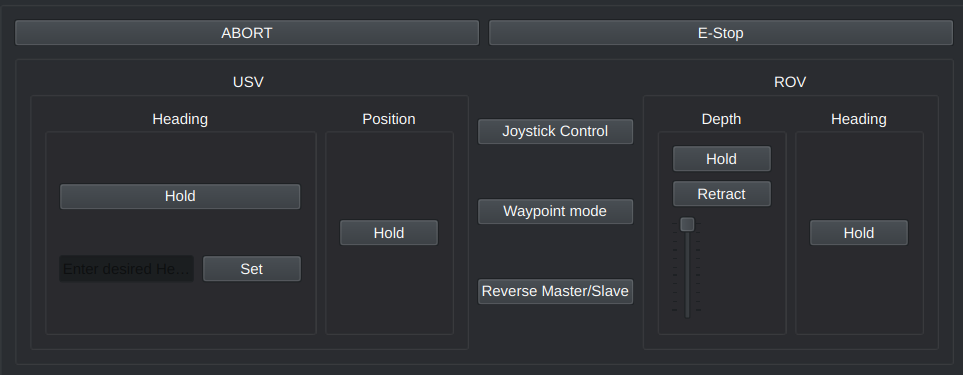 ABORT
E-Stop
USV
ROV
Heading
Position
Depth
Heading
Joystick Control
Hold
Retract
Hold
Waypoint mode
Hold
Hold
Enter desired He...
Set
Reverse Master/Slave